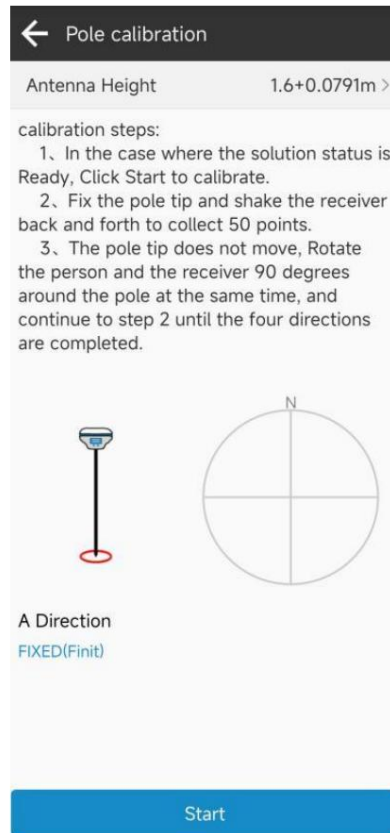 Pole calibration
Antenna Height 1.6+0.0791m >
calibration steps:
1、In the case where the solution status is
Ready, Click Start to calibrate.
2、Fix the pole tip and shake the receiver
back and forth to collect 50 points.
3、The pole tip does not move, Rotate
the person and the receiver 90 degrees
around the pole at the same time, and
continue to step 2 until the four directions
are completed.
N
A Direction
FIXED(Finit)
Start